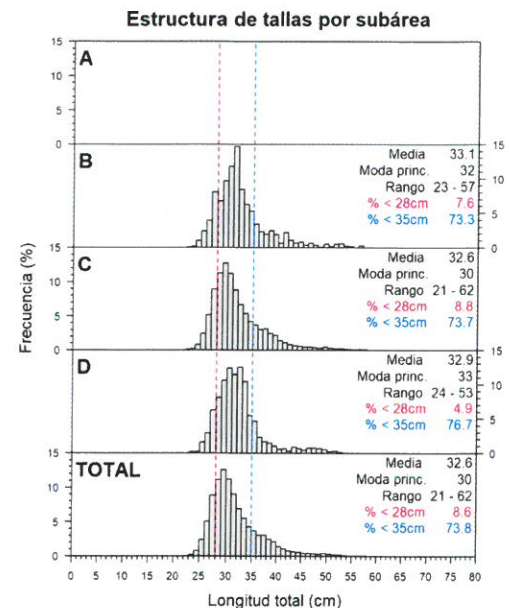 Estructura de tallas por subárea
15
10
5
0
A
B
Media 33.1
Moda princ. 32
Rango 23 - 57
% < 28cm 7.6
% < 35cm 73.3
15
10
5
0
C
Media 32.6
Moda princ. 30
Rango 21 - 62
% < 28cm 8.8
% < 35cm 73.7
15
10
5
0
D
Media 32.9
Moda princ. 33
Rango 24 - 53
% < 28cm 4.9
% < 35cm 76.7
15
10
5
0
TOTAL
Media 32.6
Moda princ. 30
Rango 21 - 62
% < 28cm 8.6
% < 35cm 73.8
15
10
5
0
Frecuencia (%)
0 5 10 15 20 25 30 35 40 45 50 55 60 65 70 75 80
Longitud total (cm)